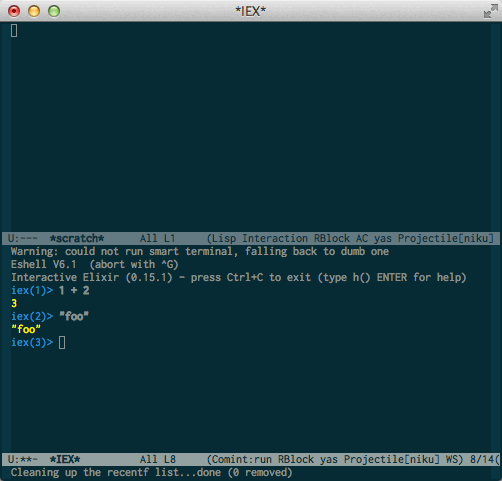 *IEX*
U:--- *scratch* All L1 (Lisp Interaction RBlock AC yas Projectile[niku]
Warning: could not run smart terminal, falling back to dumb one
Eshell V6.1 (abort with ^G)
Interactive Elixir (0.15.1) - press Ctrl+C to exit (type h() ENTER for help)
iex(1)> 1 + 2
3
iex(2)> "foo"
"foo"
iex(3)>
U:**- *IEX* All L8 (Comint:run RBlock yas Projectile[niku] WS) 8/14(
Cleaning up the recentf list...done (0 removed)